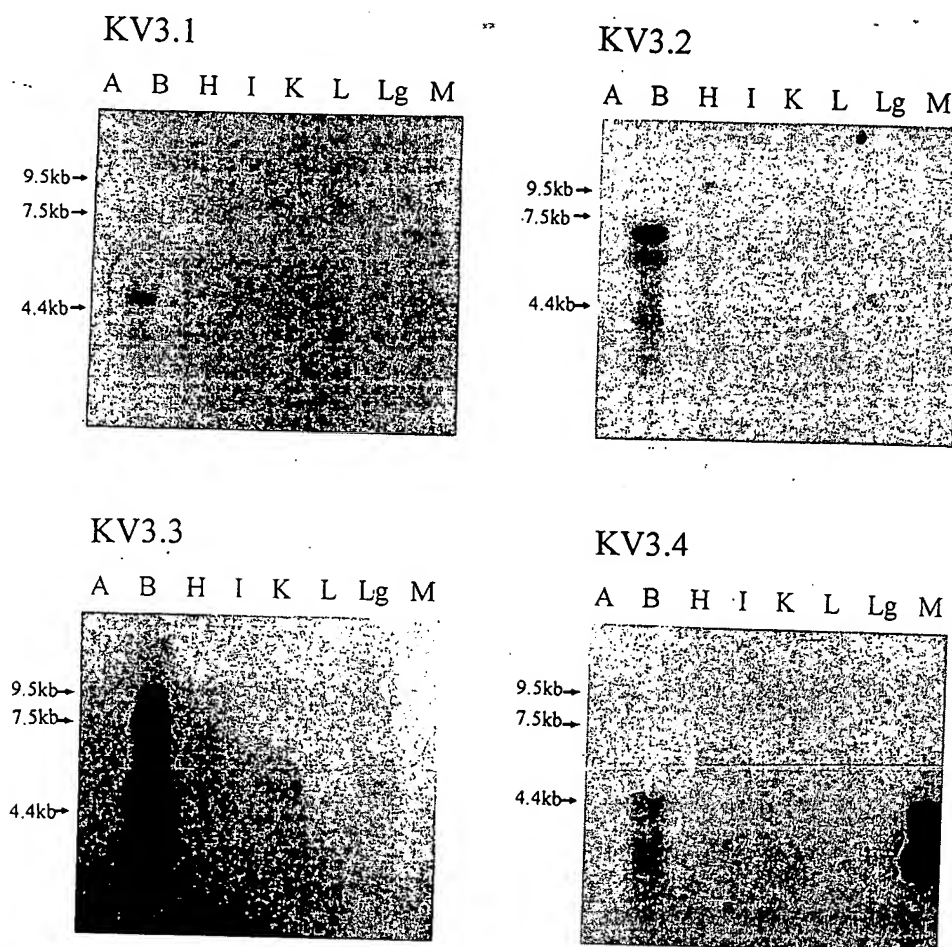 KV3.1
A B H I K L Lg M
9.5kb→
7.5kb→
4.4kb→
KV3.2
A B H I K L Lg M
9.5kb→
7.5kb→
4.4kb→
KV3.3
A B H I K L Lg M
9.5kb→
7.5kb→
4.4kb→
KV3.4
A B H I K L Lg M
9.5kb→
7.5kb→
4.4kb→